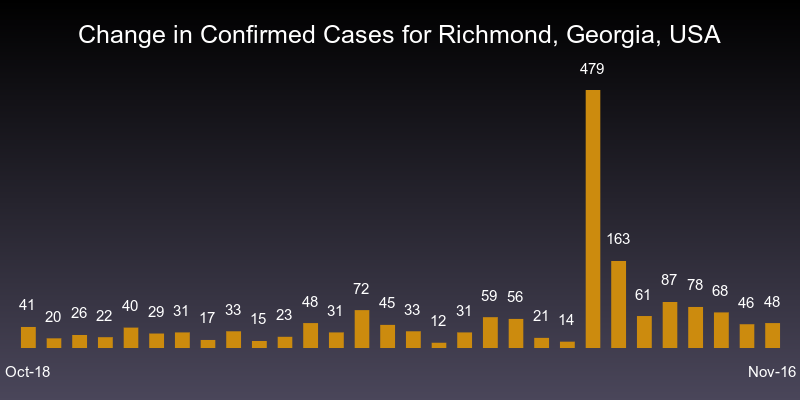 Change in Confirmed Cases for Richmond, Georgia, USA
479
163
41 20 26 22 40 29 31 17 33 15 23 48 31 72 45 33 12 31 59 56 21 14 61 87 78 68 46 48
Oct-18 Nov-16